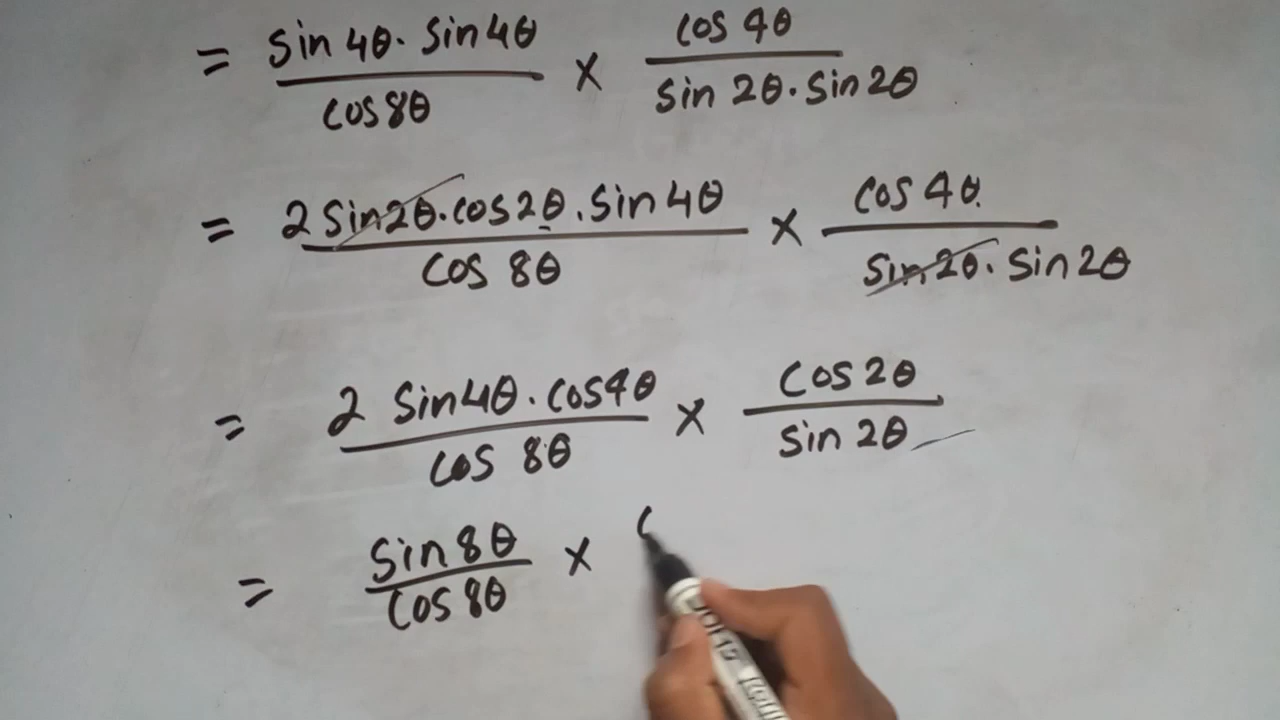 = sin 4θ · sin 4θ / cos 8θ × cos 4θ / sin 2θ · sin 2θ
= 2 sin 2θ · cos 2θ · sin 4θ / cos 8θ × cos 4θ / sin 2θ · sin 2θ
= 2 sin 4θ · cos 4θ / cos 8θ × cos 2θ / sin 2θ
= sin 8θ / cos 8θ ×